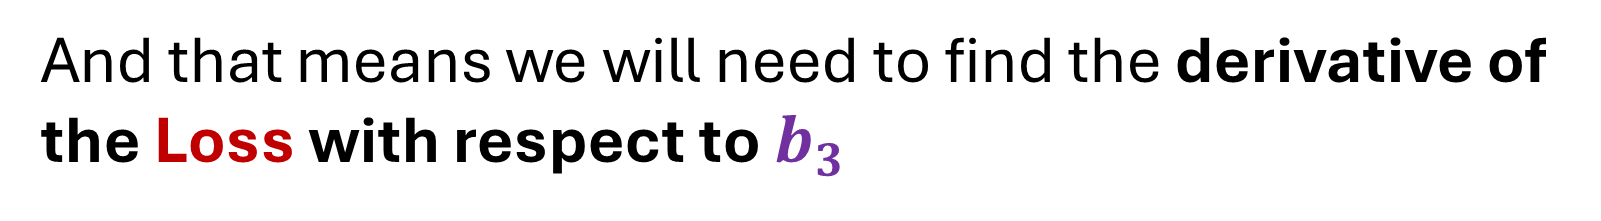 And that means we will need to find the derivative of
the Loss with respect to b₃